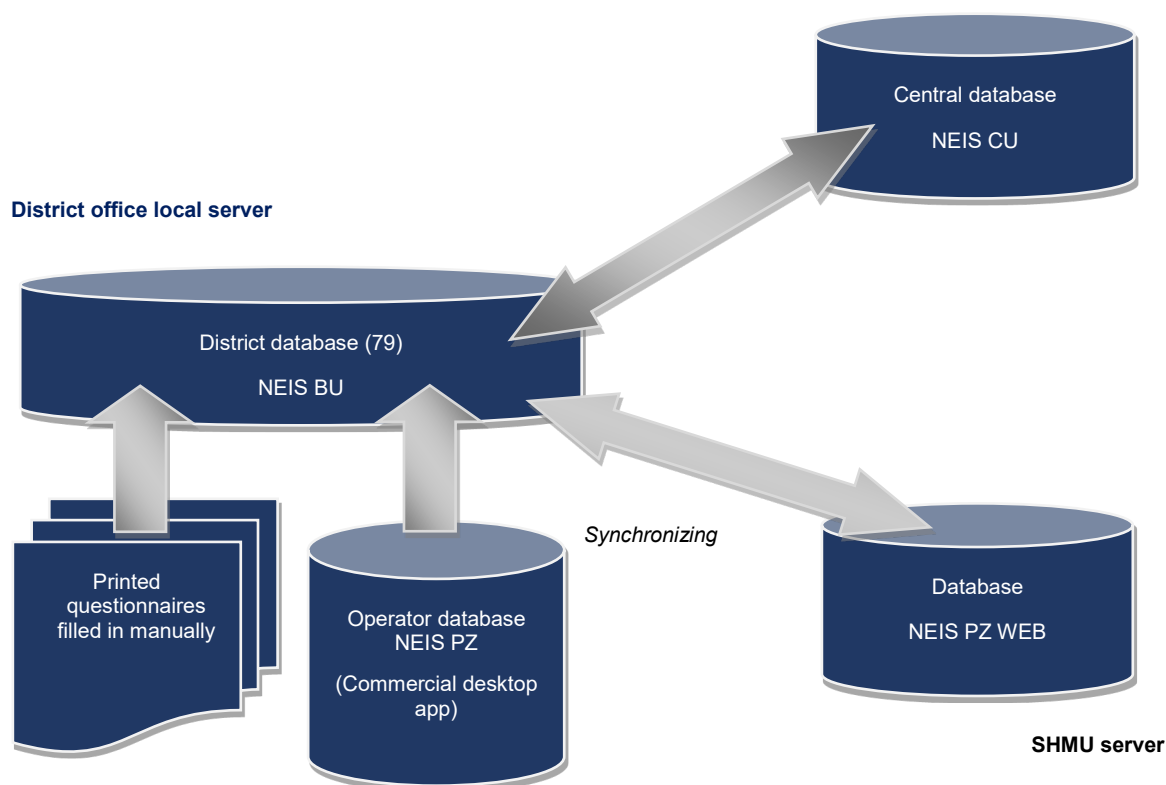 Central database
NEIS CU
District office local server
District database (79)
NEIS BU
Synchronizing
Printed
questionnaires
filled in manually
Operator database
NEIS PZ
(Commercial desktop
app)
Database
NEIS PZ WEB
SHMU server